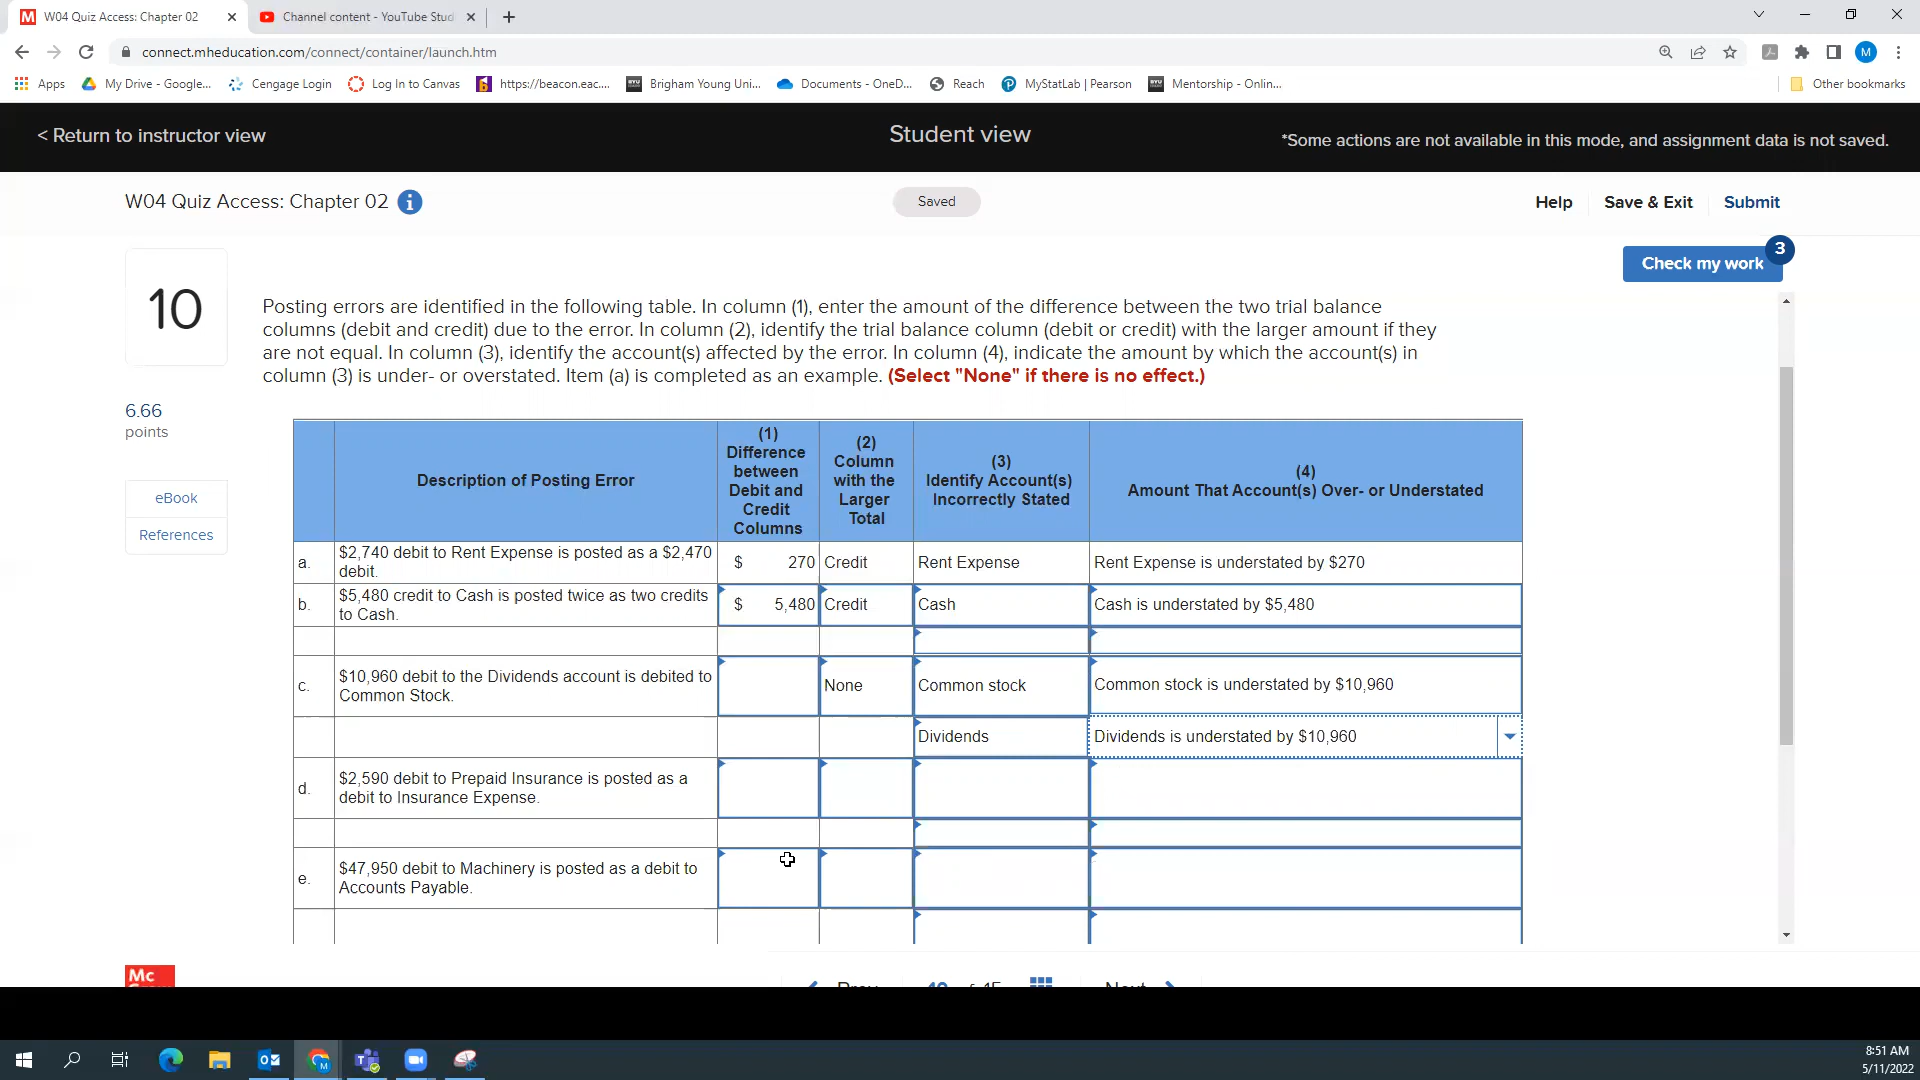 W04 Quiz Access: Chapter 02
Channel content - YouTube Stud
connect.mheducation.com/connect/container/launch.htm
M
Apps
My Drive - Google...
Cengage Login
Log In to Canvas
https://beacon.eac....
Brigham Young Uni...
Documents - OneD...
Reach
MyStatLab | Pearson
Mentorship - Onlin...
Other bookmarks
< Return to instructor view
Student view
*Some actions are not available in this mode, and assignment data is not saved.
W04 Quiz Access: Chapter 02
Saved
Help
Save & Exit
Submit
3
Check my work
10
6.66
points
eBook
References
Posting errors are identified in the following table. In column (1), enter the amount of the difference between the two trial balance
columns (debit and credit) due to the error. In column (2), identify the trial balance column (debit or credit) with the larger amount if they
are not equal. In column (3), identify the account(s) affected by the error. In column (4), indicate the amount by which the account(s) in
column (3) is under- or overstated. Item (a) is completed as an example. (Select "None" if there is no effect.)
Description of Posting Error
(1)
Difference
between
Debit and
Credit
Columns
(2)
Column
with the
Larger
Total
(3)
Identify Account(s)
Incorrectly Stated
(4)
Amount That Account(s) Over- or Understated
a.
$2,740 debit to Rent Expense is posted as a $2,470
debit.
$ 270
Credit
Rent Expense
Rent Expense is understated by $270
b.
$5,480 credit to Cash is posted twice as two credits
to Cash.
$ 5,480
Credit
Cash
Cash is understated by $5,480
c.
$10,960 debit to the Dividends account is debited to
Common Stock.
None
Common stock
Common stock is understated by $10,960
Dividends
Dividends is understated by $10,960
d.
$2,590 debit to Prepaid Insurance is posted as a
debit to Insurance Expense.
e.
$47,950 debit to Machinery is posted as a debit to
Accounts Payable.
Mc
8:51 AM
5/11/2022